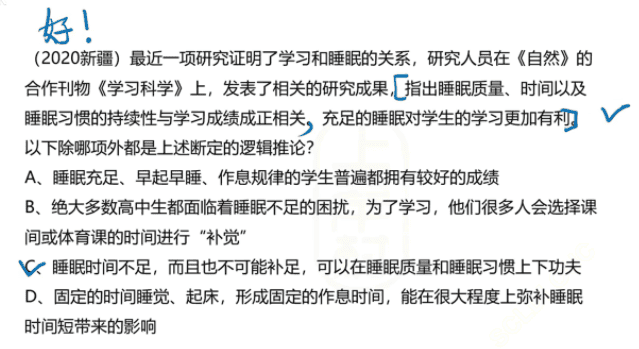 好！
（2020新疆）最近一项研究证明了学习和睡眠的关系，研究人员在《自然》的
合作刊物《学习科学》上，发表了相关的研究成果，指出睡眠质量、时间以及
睡眠习惯的持续性与学习成绩成正相关，充足的睡眠对学生的学习更加有利。
以下除哪项外都是上述断定的逻辑推论？
A、睡眠充足、早起早睡、作息规律的学生普遍都拥有较好的成绩
B、绝大多数高中生都面临着睡眠不足的困扰，为了学习，他们很多人会选择课
间或体育课的时间进行“补觉”
C、睡眠时间不足，而且也不可能补足，可以在睡眠质量和睡眠习惯上下功夫
D、固定的时间睡觉、起床，形成固定的作息时间，能在很大程度上弥补睡眠
时间短带来的影响